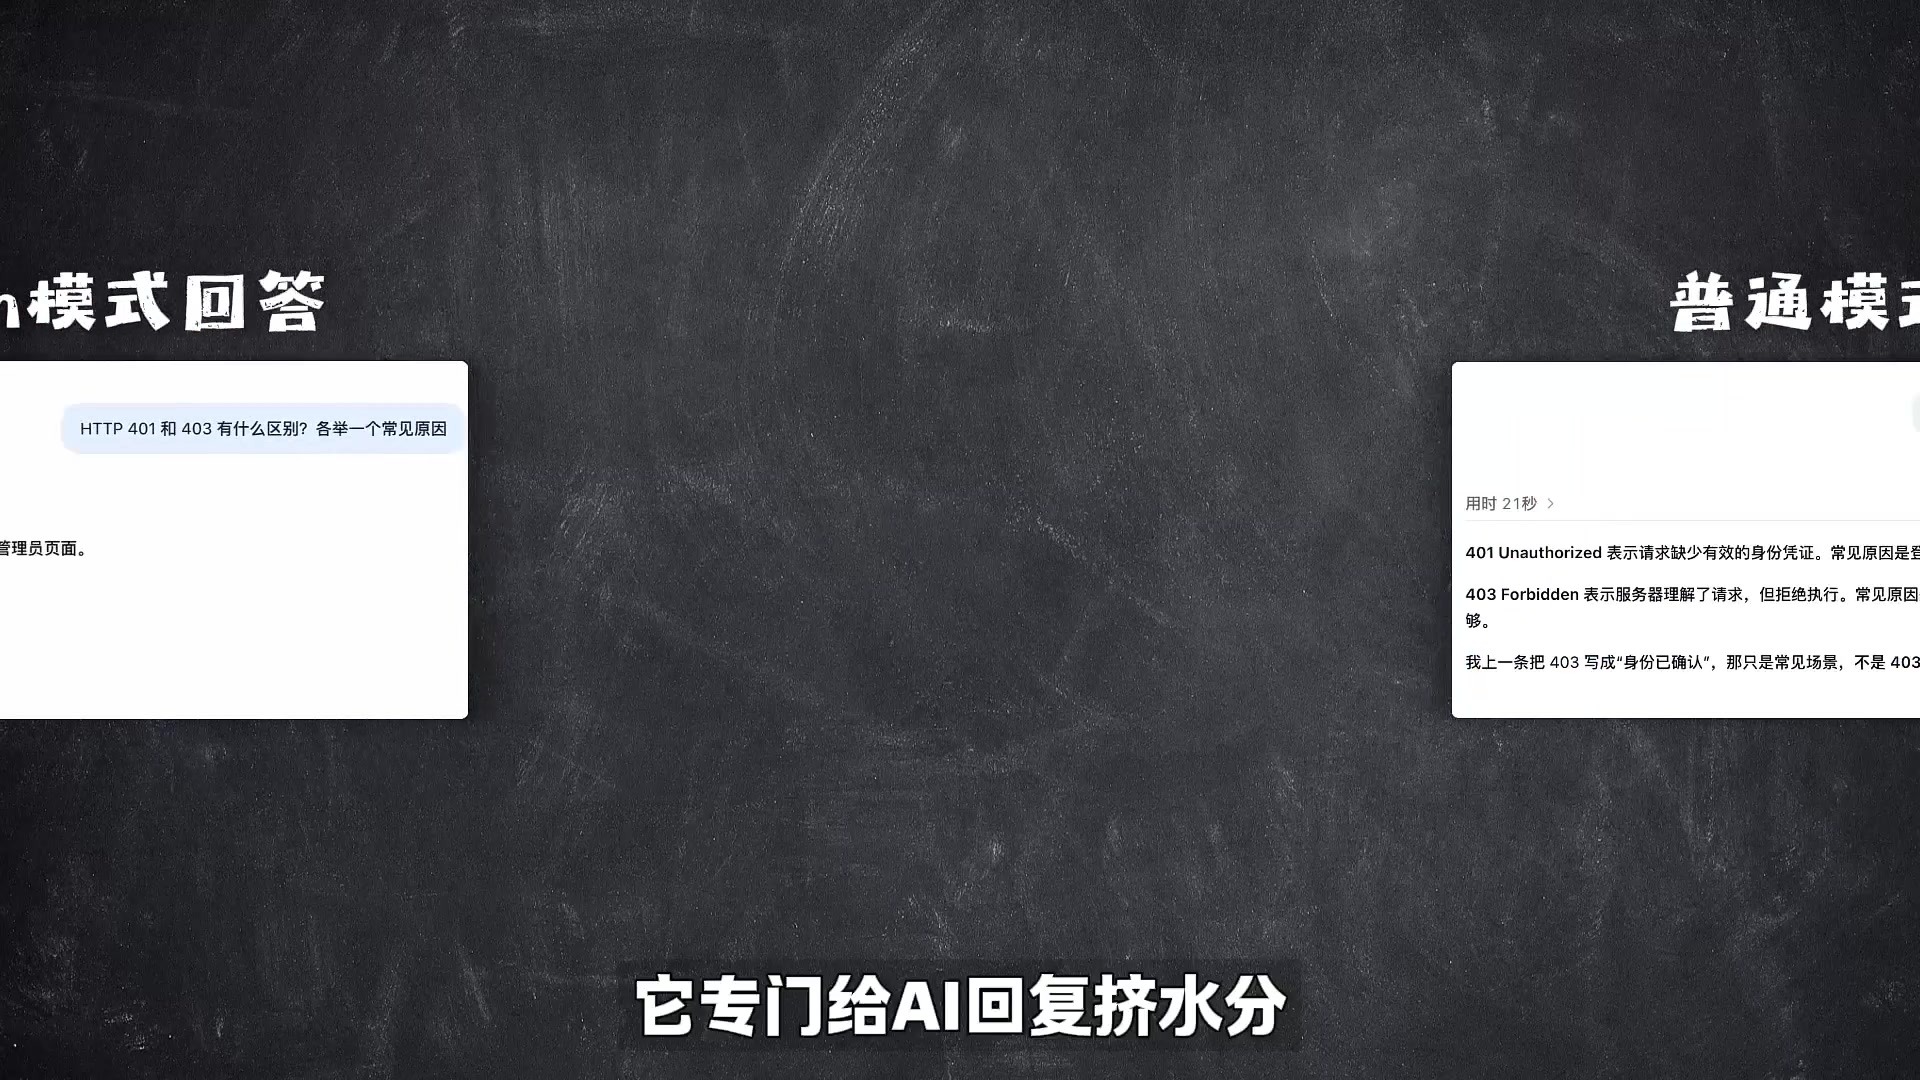 n模式回答
HTTP 401 和 403 有什么区别？各举一个常见原因
管理员页面。
普通模式
用时 21秒 >
401 Unauthorized 表示请求缺少有效的身份凭证。常见原因是登
403 Forbidden 表示服务器理解了请求，但拒绝执行。常见原因
够。
我上一条把 403 写成“身份已确认”，那只是常见场景，不是 403
它专门给AI回复挤水分